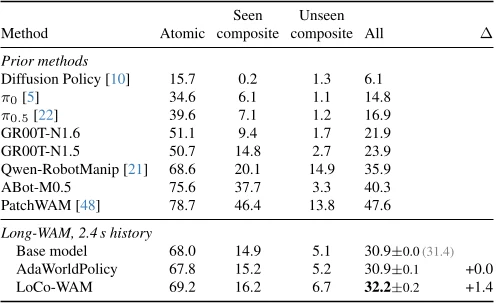 Method Atomic Seen composite Unseen composite All Δ
Prior methods
Diffusion Policy [10] 15.7 0.2 1.3 6.1
π0 [5] 34.6 6.1 1.1 14.8
π0.5 [22] 39.6 7.1 1.2 16.9
GR00T-N1.6 51.1 9.4 1.7 21.9
GR00T-N1.5 50.7 14.8 2.7 23.9
Qwen-RobotManip [21] 68.6 20.1 14.9 35.9
ABot-M0.5 75.6 37.7 3.3 40.3
PatchWAM [48] 78.7 46.4 13.8 47.6
Long-WAM, 2.4 s history
Base model 68.0 14.9 5.1 30.9±0.0 (31.4)
AdaWorldPolicy 67.8 15.2 5.2 30.9±0.1 +0.0
LoCo-WAM 69.2 16.2 6.7 32.2±0.2 +1.4